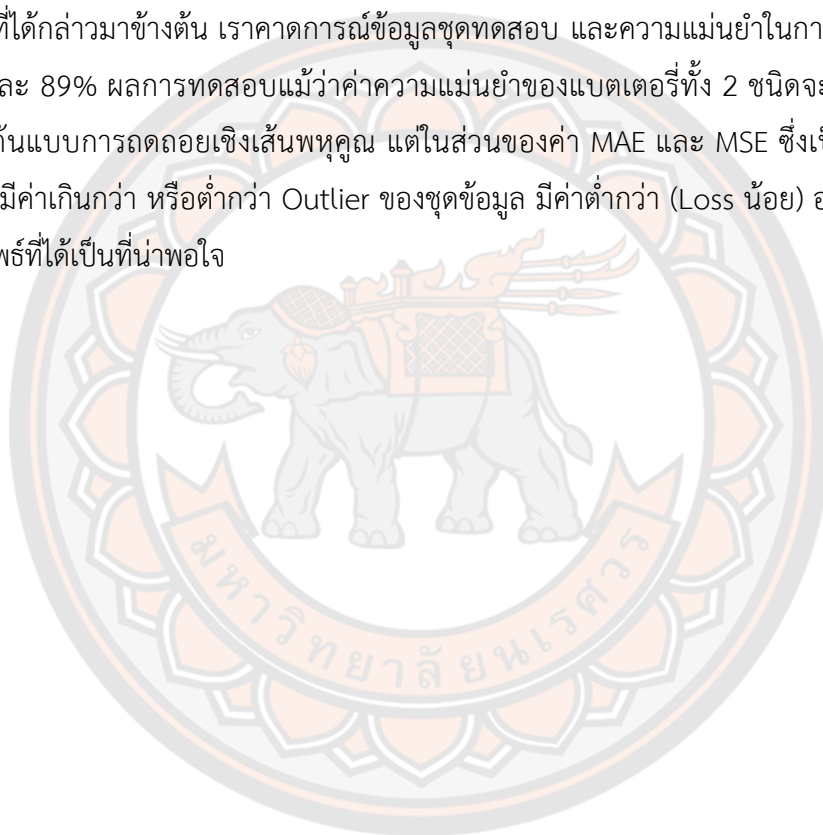 ที่ได้กล่าวมาข้างต้น เราคาดการณ์ข้อมูลชุดทดสอบ และความแม่นยำในกา
ละ 89% ผลการทดสอบแม้ว่าค่าความแม่นยำของแบตเตอรี่ทั้ง 2 ชนิดจะ
ต้นแบบการถดถอยเชิงเส้นพหุคูณ แต่ในส่วนของค่า MAE และ MSE ซึ่งเป็
มีค่าเกินกว่า หรือต่ำกว่า Outlier ของชุดข้อมูล มีค่าต่ำกว่า (Loss น้อย) อ
พธ์ที่ได้เป็นที่น่าพอใจ
มหาวิทยาลัยนเรศวร